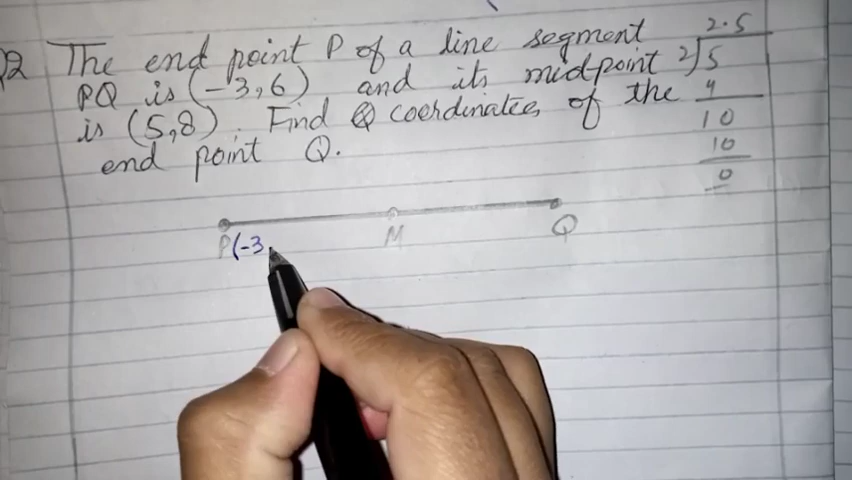 Q2 The end point P of a line segment
PQ is (-3,6) and its midpoint
is (5,8). Find Q coordinates of the
end point Q.
2.5
2)5
4
10
10
0
P(-3 M Q